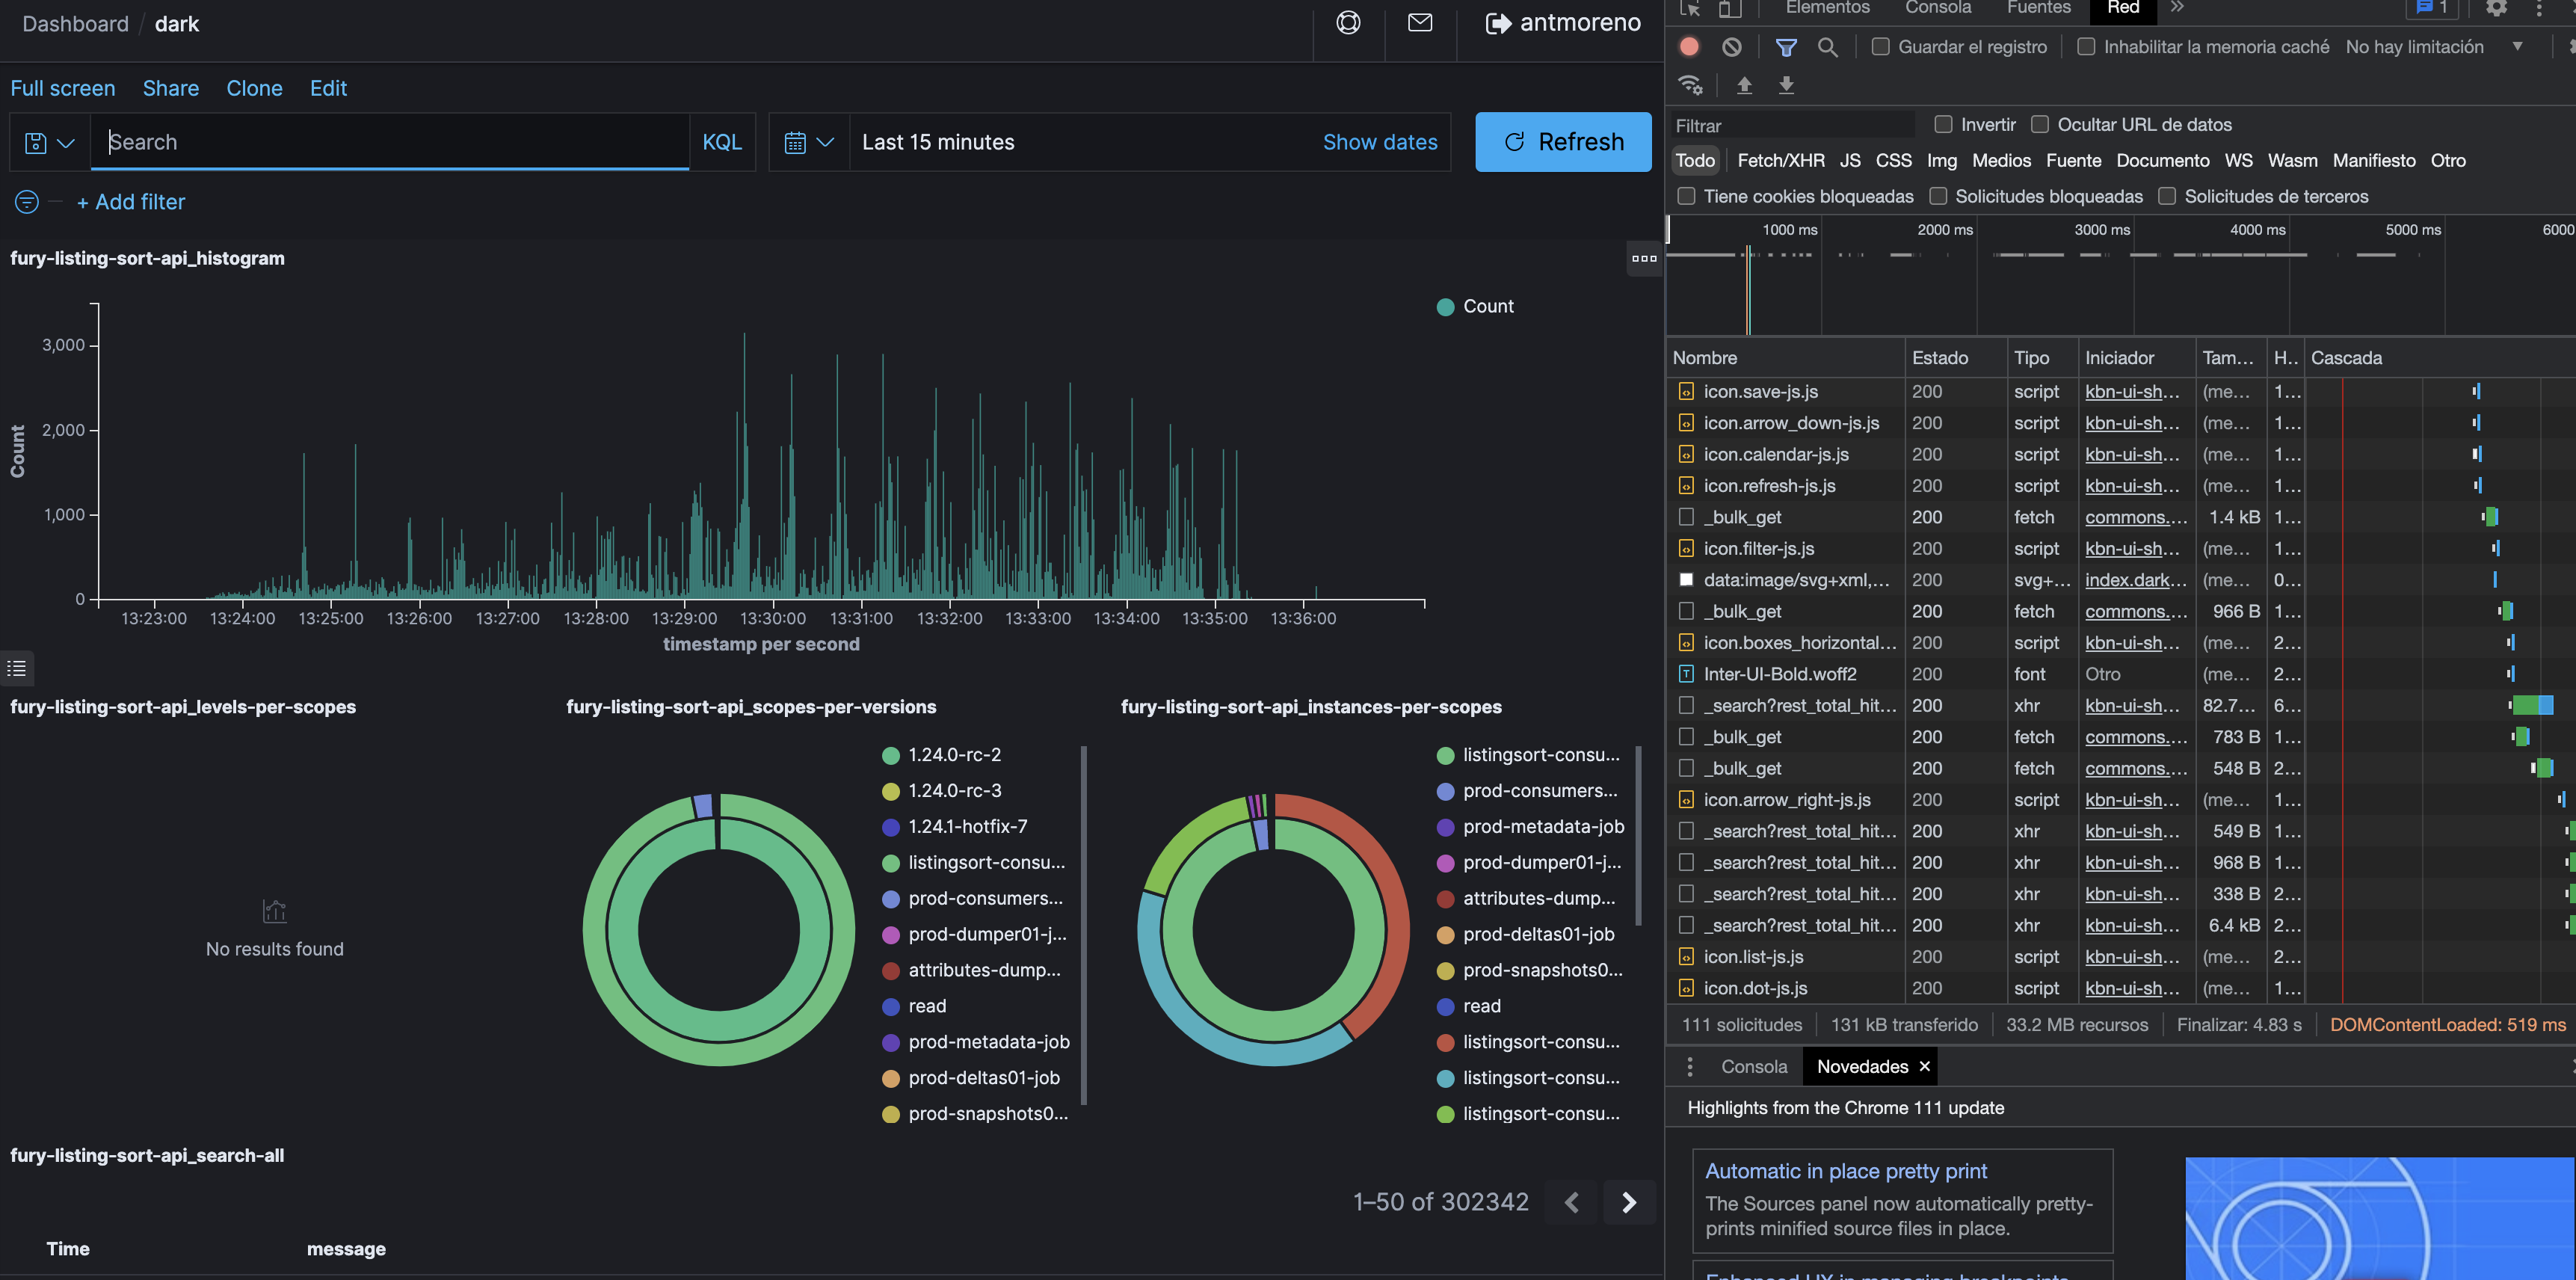 Dashboard / dark
antmoreno
Full screen Share Clone Edit
Search KQL Last 15 minutes Show dates Refresh
+ Add filter
fury-listing-sort-api_histogram
Count
3,000
2,000
1,000
0
Count
13:23:00 13:24:00 13:25:00 13:26:00 13:27:00 13:28:00 13:29:00 13:30:00 13:31:00 13:32:00 13:33:00 13:34:00 13:35:00 13:36:00
timestamp per second
fury-listing-sort-api_levels-per-scopes
No results found
fury-listing-sort-api_scopes-per-versions
1.24.0-rc-2
1.24.0-rc-3
1.24.1-hotfix-7
listingsort-consu...
prod-consumers...
prod-dumper01-j...
attributes-dump...
read
prod-metadata-job
prod-deltas01-job
prod-snapshots0...
fury-listing-sort-api_instances-per-scopes
listingsort-consu...
prod-consumers...
prod-metadata-job
prod-dumper01-j...
attributes-dump...
prod-deltas01-job
prod-snapshots0...
read
listingsort-consu...
listingsort-consu...
listingsort-consu...
fury-listing-sort-api_search-all
1–50 of 302342
Time message
Elementos Consola Fuentes Red 1
Guardar el registro Inhabilitar la memoria caché No hay limitación
Filtrar Invertir Ocultar URL de datos
Todo Fetch/XHR JS CSS Img Medios Fuente Documento WS Wasm Manifiesto Otro
Tiene cookies bloqueadas Solicitudes bloqueadas Solicitudes de terceros
1000 ms 2000 ms 3000 ms 4000 ms 5000 ms 6000
Nombre Estado Tipo Iniciador Tam... H.. Cascada
icon.save-js.js 200 script kbn-ui-sh... (me... 1...
icon.arrow_down-js.js 200 script kbn-ui-sh... (me... 1...
icon.calendar-js.js 200 script kbn-ui-sh... (me... 1...
icon.refresh-js.js 200 script kbn-ui-sh... (me... 1...
_bulk_get 200 fetch commons.... 1.4 kB 1...
icon.filter-js.js 200 script kbn-ui-sh... (me... 1...
data:image/svg+xml,... 200 svg+... index.dark... (me... 0...
_bulk_get 200 fetch commons.... 966 B 1...
icon.boxes_horizontal... 200 script kbn-ui-sh... (me... 2...
Inter-UI-Bold.woff2 200 font Otro (me... 2...
_search?rest_total_hit... 200 xhr kbn-ui-sh... 82.7... 6...
_bulk_get 200 fetch commons.... 783 B 1...
_bulk_get 200 fetch commons.... 548 B 2...
icon.arrow_right-js.js 200 script kbn-ui-sh... (me... 1...
_search?rest_total_hit... 200 xhr kbn-ui-sh... 549 B 1...
_search?rest_total_hit... 200 xhr kbn-ui-sh... 968 B 1...
_search?rest_total_hit... 200 xhr kbn-ui-sh... 338 B 2...
_search?rest_total_hit... 200 xhr kbn-ui-sh... 6.4 kB 2...
icon.list-js.js 200 script kbn-ui-sh... (me... 2...
icon.dot-js.js 200 script kbn-ui-sh... (me... 1...
111 solicitudes 131 kB transferido 33.2 MB recursos Finalizar: 4.83 s DOMContentLoaded: 519 ms
Consola Novedades ×
Highlights from the Chrome 111 update
Automatic in place pretty print
The Sources panel now automatically pretty-
prints minified source files in place.